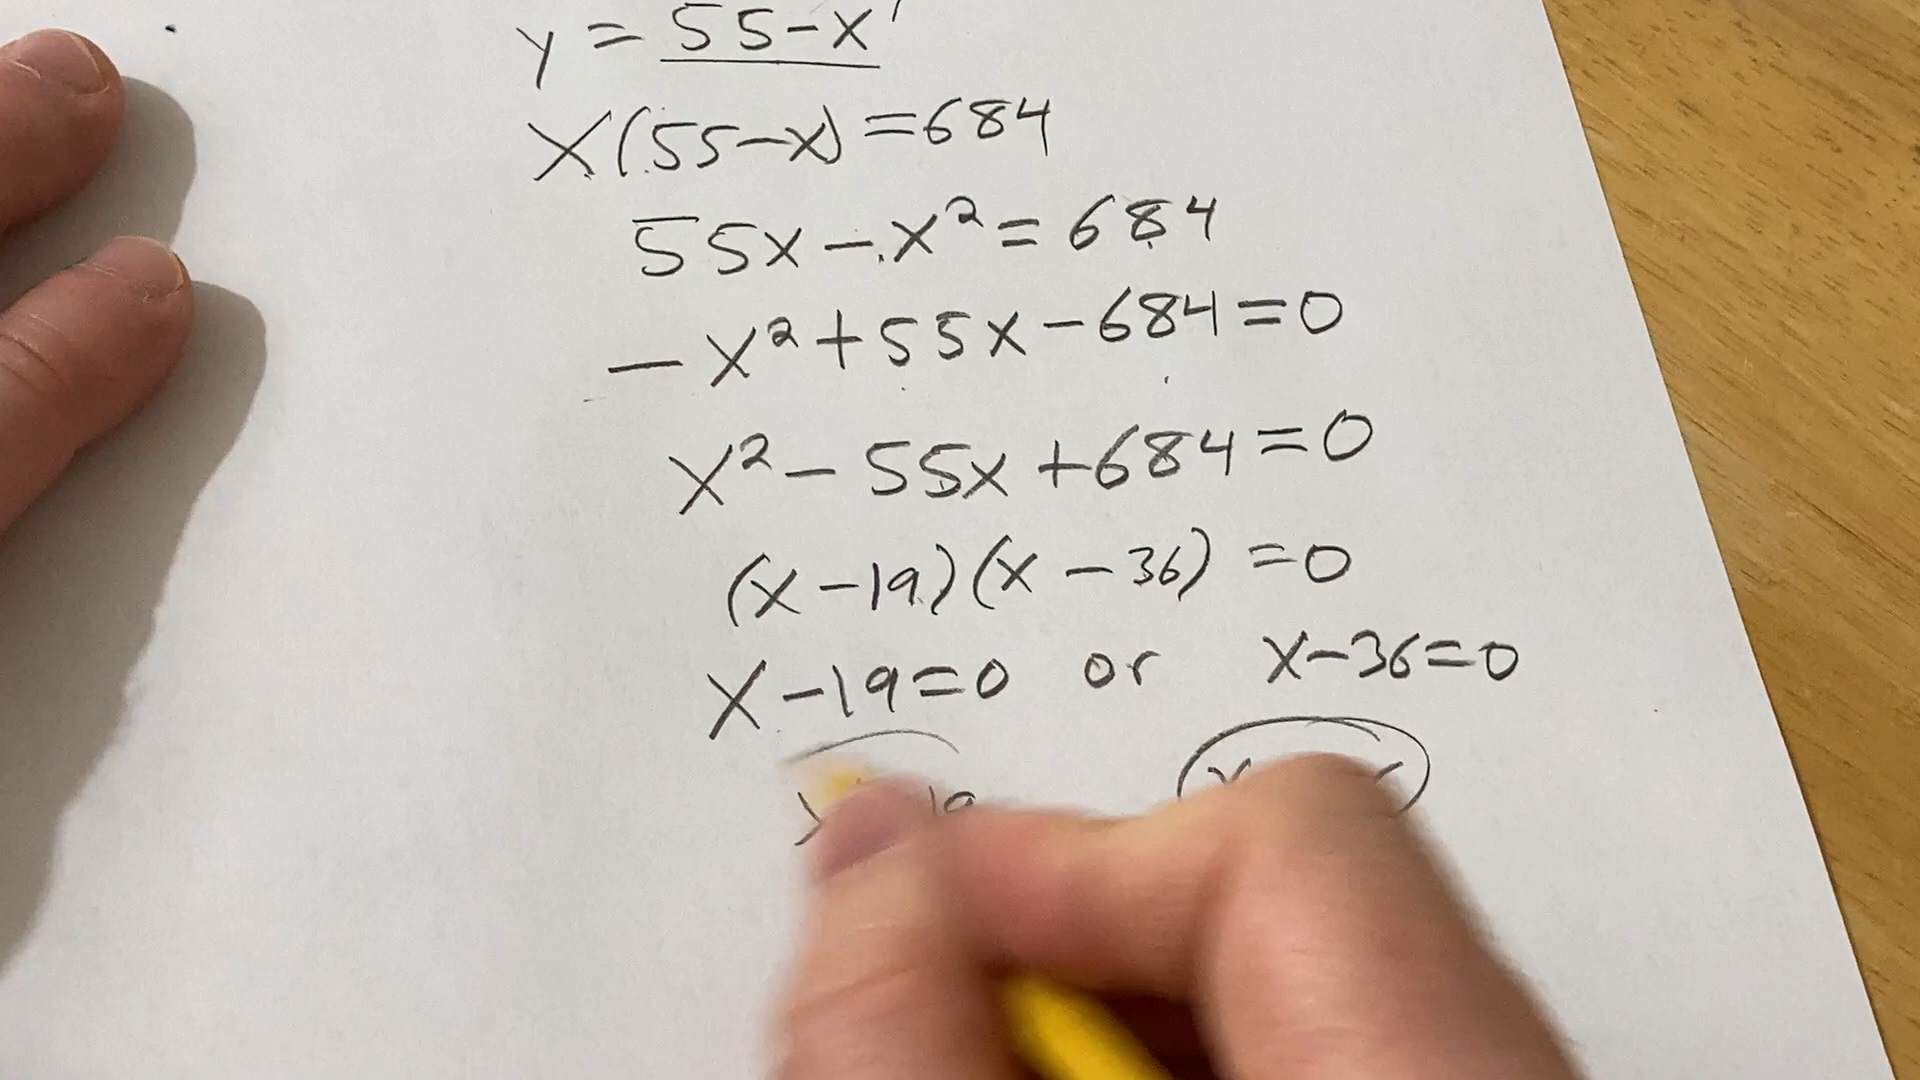 y = 55-x
x(55-x) = 684
55x - x² = 684
- x² + 55x - 684 = 0
x² - 55x + 684 = 0
(x - 19)(x - 36) = 0
x - 19 = 0 or x - 36 = 0